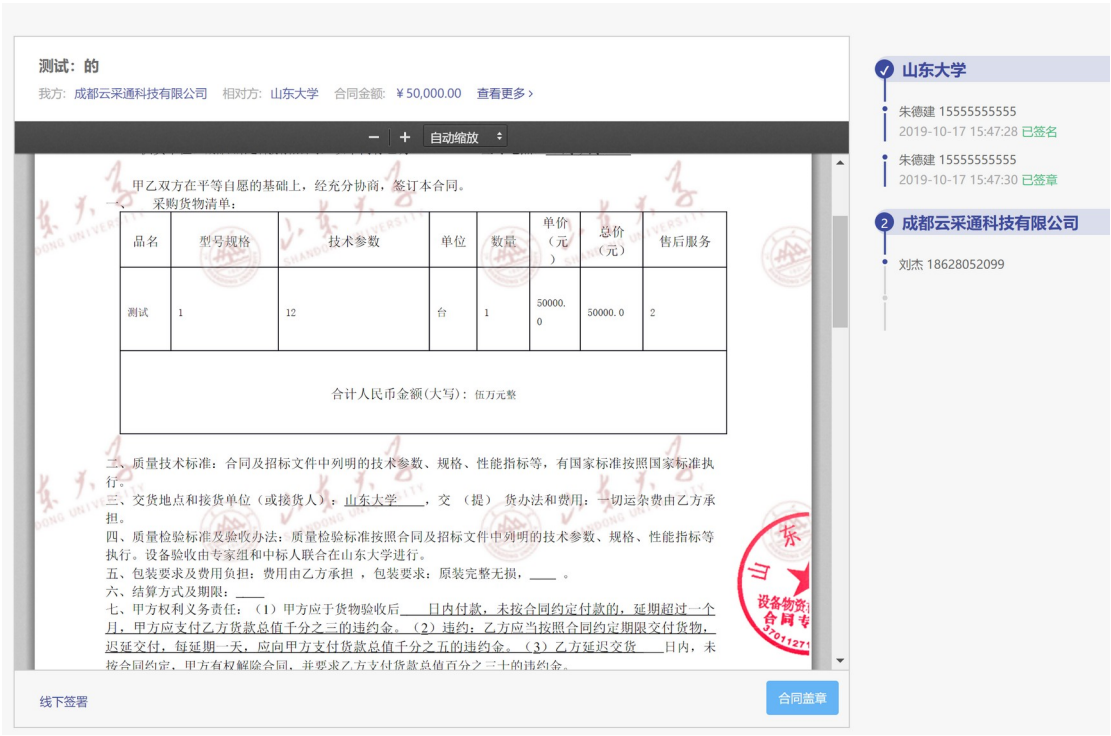 测试：的
我方: 成都云采通科技有限公司 相对方: 山东大学 合同金额: ¥50,000.00 查看更多›
− + 自动缩放
甲乙双方在平等自愿的基础上，经充分协商，签订本合同。
一、 采购货物清单：
品名 型号规格 技术参数 单位 数量 单价（元） 总价（元） 售后服务
测试 1 12 台 1 50000.0 50000.0 2
合计人民币金额(大写)：伍万元整
二、质量技术标准：合同及招标文件中列明的技术参数、规格、性能指标等，有国家标准按照国家标准执
行。
三、交货地点和接货单位（或接货人）：山东大学 ，交 （提） 货办法和费用：一切运杂费由乙方承
担。
四、质量检验标准及验收办法：质量检验标准按照合同及招标文件中列明的技术参数、规格、性能指标等
执行。设备验收由专家组和中标人联合在山东大学进行。
五、包装要求及费用负担：费用由乙方承担 ，包装要求：原装完整无损，____ 。
六、结算方式及期限：____
七、甲方权利义务责任：（1）甲方应于货物验收后____日内付款，未按合同约定付款的，延期超过一个
月，甲方应支付乙方货款总值千分之三的违约金。（2）违约：乙方应当按照合同约定期限交付货物，
迟延交付，每延期一天，应向甲方支付货款总值千分之五的违约金。（3）乙方延迟交货____日内，未
按合同约定，甲方有权解除合同，并要求乙方支付货款总值百分之三十的违约金。
山东
设备物资
合同专
3701127
山东大学
SHANDONG UNIVERSITY
线下签署
合同盖章
山东大学
朱德建 15555555555
2019-10-17 15:47:28 已签名
朱德建 15555555555
2019-10-17 15:47:30 已签章
2 成都云采通科技有限公司
刘杰 18628052099